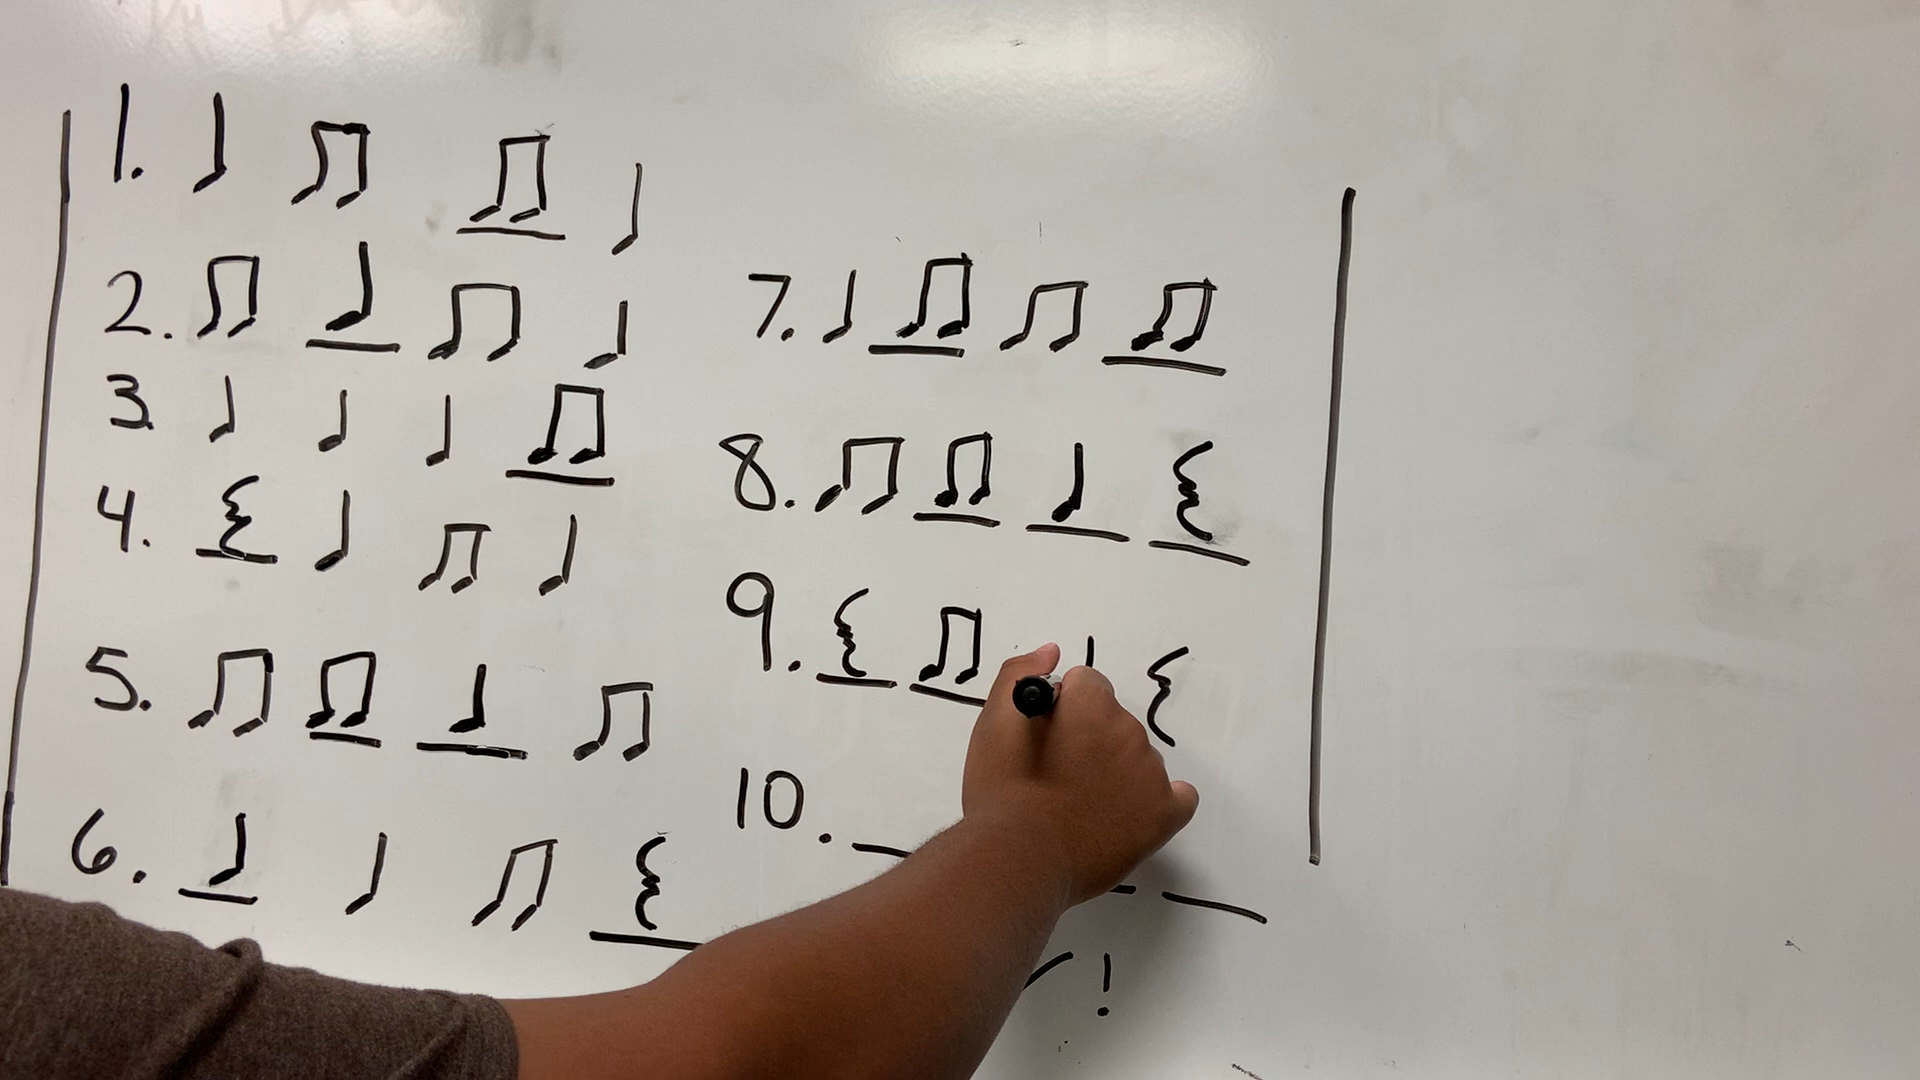 1. ♩ ♫ ♫ ♩
2. ♫ ♩ ♫ ♩
3. ♩ ♩ ♩ ♫
4. 𝄽 ♩ ♫ ♩
5. ♫ ♫ ♩ ♫
6. ♩ ♩ ♫ 𝄽
7. ♩ ♫ ♫ ♫
8. ♫ ♫ ♩ 𝄽
9. 𝄽 ♫ 𝄽
10.
!